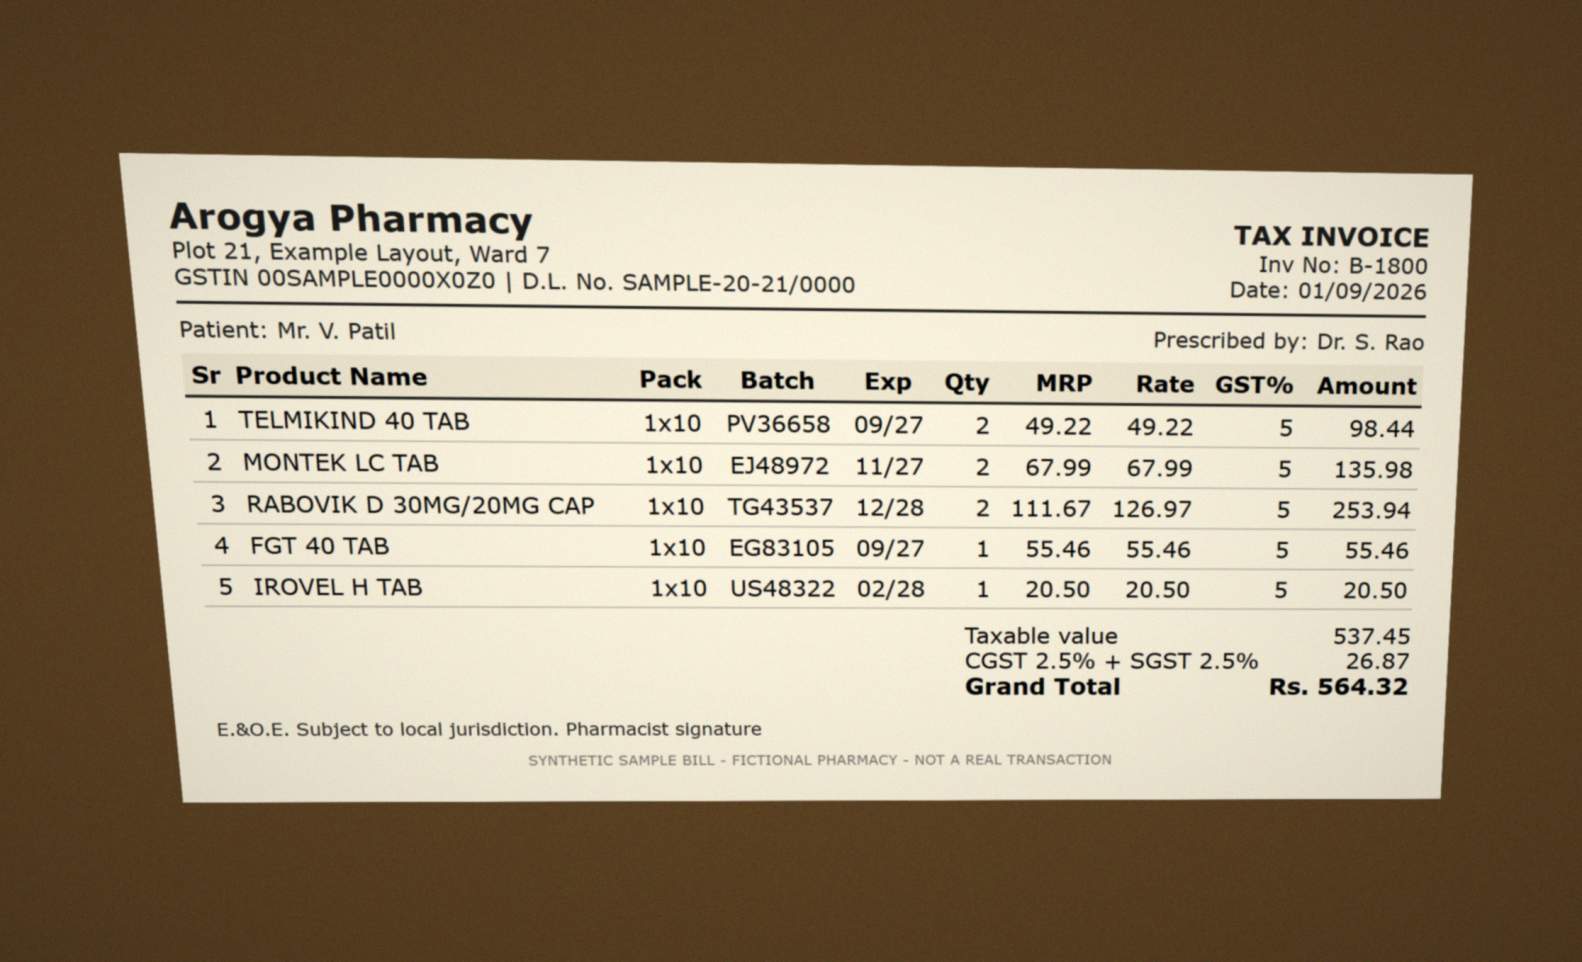 Arogya Pharmacy
Plot 21, Example Layout, Ward 7
GSTIN 00SAMPLE0000X0Z0 | D.L. No. SAMPLE-20-21/0000
TAX INVOICE
Inv No: B-1800
Date: 01/09/2026
Patient: Mr. V. Patil
Prescribed by: Dr. S. Rao
Sr Product Name Pack Batch Exp Qty MRP Rate GST% Amount
1 TELMIKIND 40 TAB 1x10 PV36658 09/27 2 49.22 49.22 5 98.44
2 MONTEK LC TAB 1x10 EJ48972 11/27 2 67.99 67.99 5 135.98
3 RABOVIK D 30MG/20MG CAP 1x10 TG43537 12/28 2 111.67 126.97 5 253.94
4 FGT 40 TAB 1x10 EG83105 09/27 1 55.46 55.46 5 55.46
5 IROVEL H TAB 1x10 US48322 02/28 1 20.50 20.50 5 20.50
Taxable value 537.45
CGST 2.5% + SGST 2.5% 26.87
Grand Total Rs. 564.32
E.&O.E. Subject to local jurisdiction. Pharmacist signature
SYNTHETIC SAMPLE BILL - FICTIONAL PHARMACY - NOT A REAL TRANSACTION